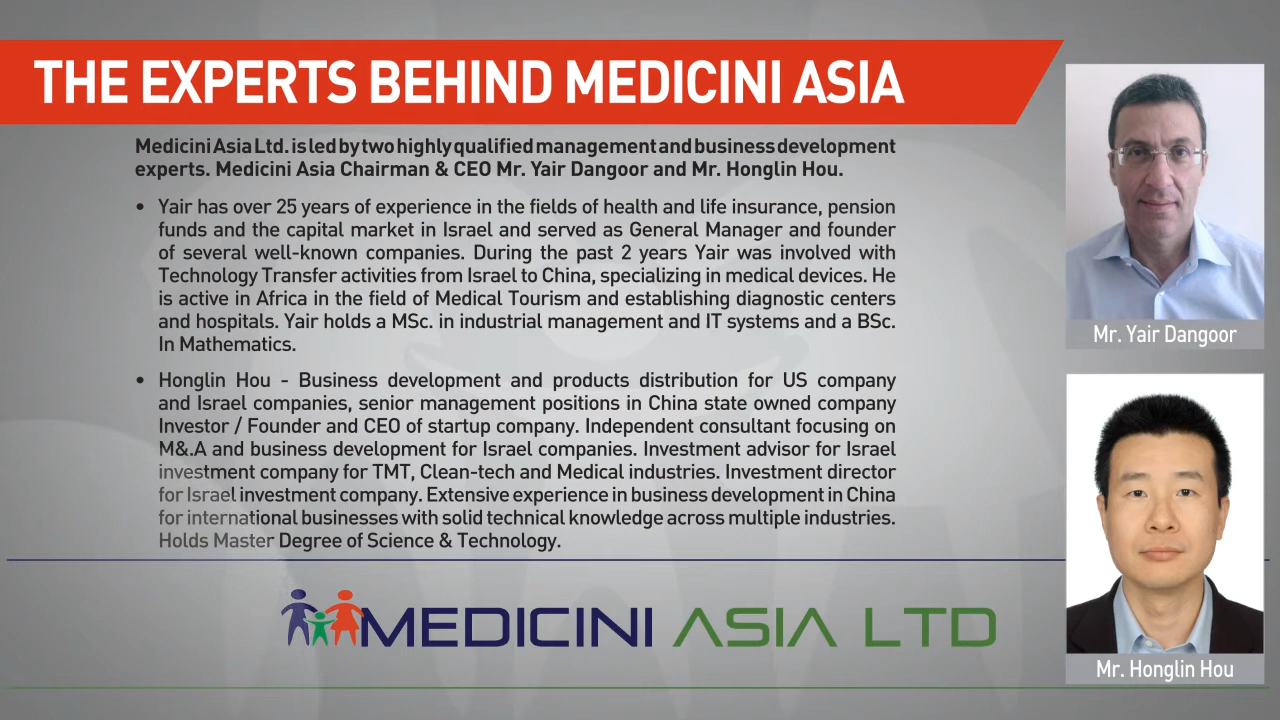 THE EXPERTS BEHIND MEDICINI ASIA
Medicini Asia Ltd. is led by two highly qualified management and business development
experts. Medicini Asia Chairman & CEO Mr. Yair Dangoor and Mr. Honglin Hou.
• Yair has over 25 years of experience in the fields of health and life insurance, pension
funds and the capital market in Israel and served as General Manager and founder
of several well-known companies. During the past 2 years Yair was involved with
Technology Transfer activities from Israel to China, specializing in medical devices. He
is active in Africa in the field of Medical Tourism and establishing diagnostic centers
and hospitals. Yair holds a MSc. in industrial management and IT systems and a BSc.
In Mathematics.
• Honglin Hou - Business development and products distribution for US company
and Israel companies, senior management positions in China state owned company
Investor / Founder and CEO of startup company. Independent consultant focusing on
M&.A and business development for Israel companies. Investment advisor for Israel
investment company for TMT, Clean-tech and Medical industries. Investment director
for Israel investment company. Extensive experience in business development in China
for international businesses with solid technical knowledge across multiple industries.
Holds Master Degree of Science & Technology.
MEDICINI ASIA LTD
Mr. Yair Dangoor
Mr. Honglin Hou